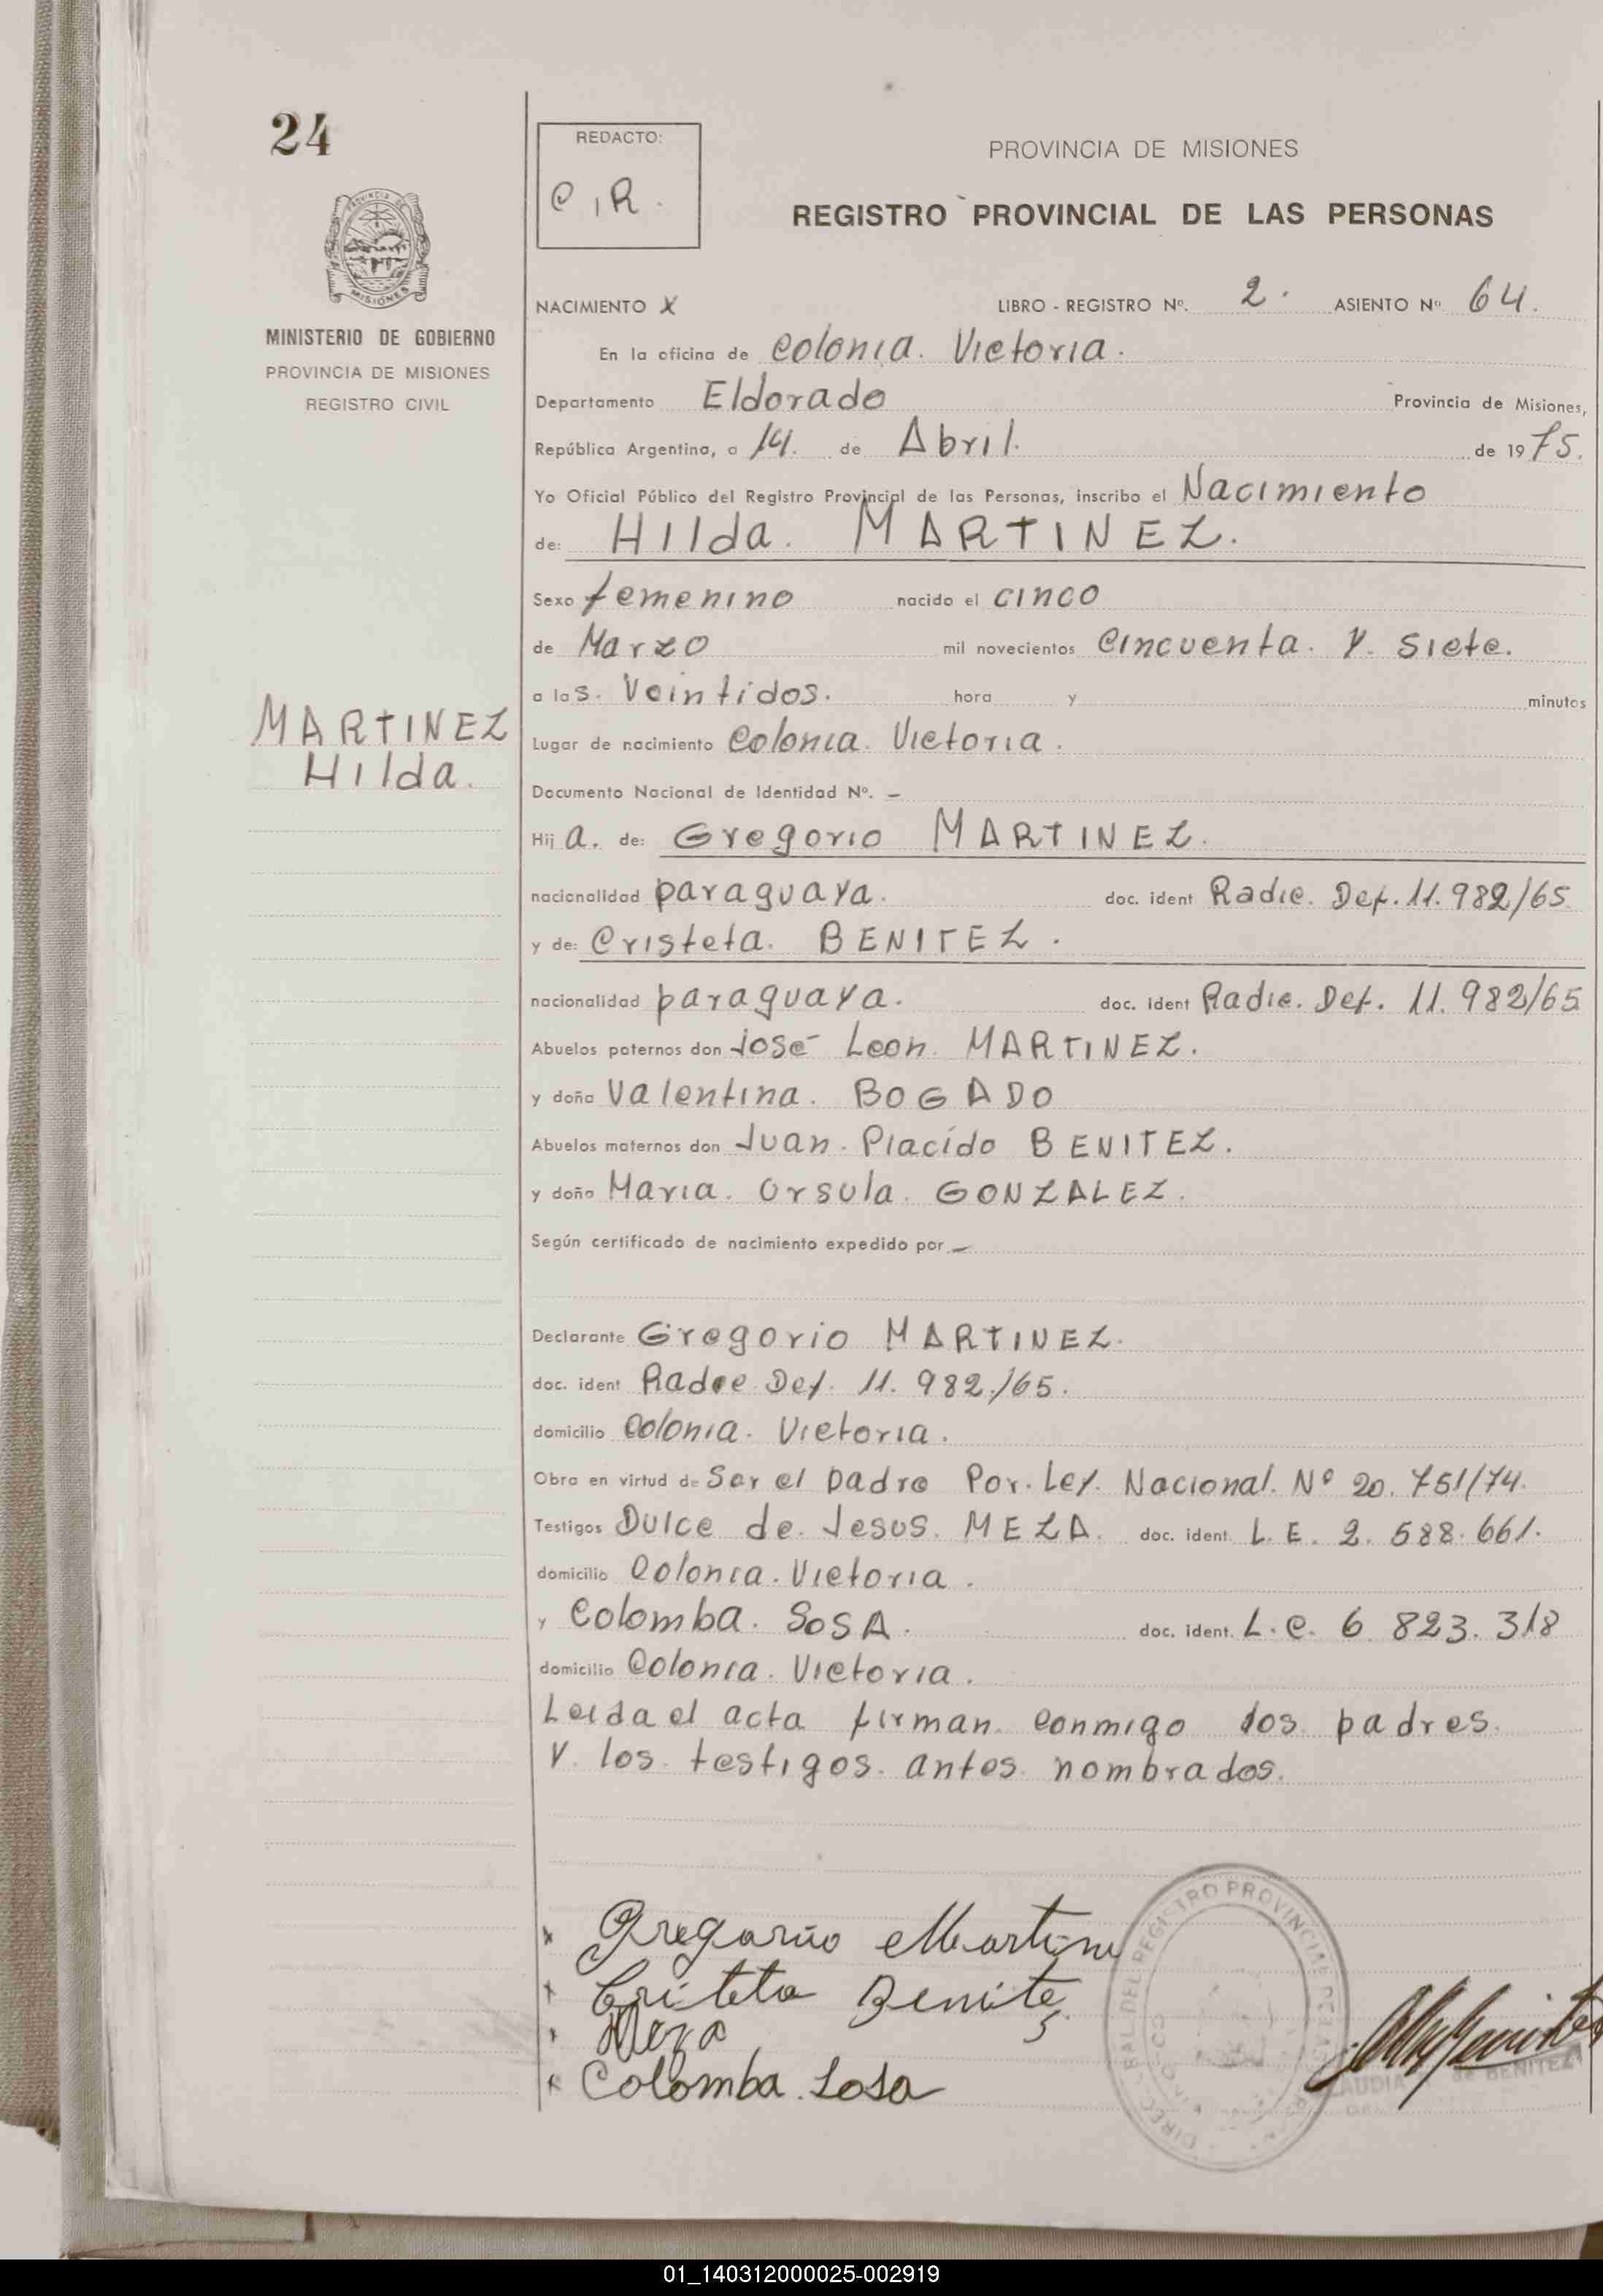 24
REDACTO:
C.R.
PROVINCIA DE MISIONES
REGISTRO PROVINCIAL DE LAS PERSONAS
MISIONES
MINISTERIO DE GOBIERNO
PROVINCIA DE MISIONES
REGISTRO CIVIL
NACIMIENTO X LIBRO - REGISTRO Nº. 2. ASIENTO Nº 64.
En la oficina de Colonia. Victoria.
Departamento Eldorado Provincia de Misiones,
República Argentina, a 14. de Abril. de 1975.
Yo Oficial Público del Registro Provincial de las Personas, inscribo el Nacimiento
de: Hilda. MARTINEZ.
Sexo femenino nacido el cinco
de Marzo mil novecientos Cincuenta. y. siete.
a las. Veintidos. hora y minutos
MARTINEZ
Hilda.
Lugar de nacimiento Colonia. Victoria.
Documento Nacional de Identidad Nº. -
Hija. de: Gregorio MARTINEZ.
nacionalidad paraguaya. doc. ident Radic. Def. 11.982/65
y de: Cristeta. BENITEZ.
nacionalidad paraguaya. doc. ident Radic. Def. 11.982/65
Abuelos paternos don José Leon. MARTINEZ.
y doña Valentina. BOGADO
Abuelos maternos don Juan. Placído BENITEZ.
y doña Maria. Ursula. GONZALEZ.
Según certificado de nacimiento expedido por -
Declarante Gregorio MARTINEZ.
doc. ident Radic Def. 11.982./65.
domicilio Colonia. Victoria.
Obra en virtud de Ser el Padre Por. Ley. Nacional. Nº 20.751/74.
Testigos Dulce de. Jesus. MEZA. doc. ident. L.E. 2.588.661.
domicilio Colonia. Victoria.
y Colomba. SOSA. doc. ident. L.C. 6 823.318
domicilio Colonia. Victoria.
Leida el acta firman conmigo los padres.
Y. los. testigos. antes. nombrados.
x Gregorio Martine
x Cristeta Benitez
x Meza
x Colomba Sosa
REGISTRO PROVINCIAL DE LAS
BENITEZ
01_140312000025-002919